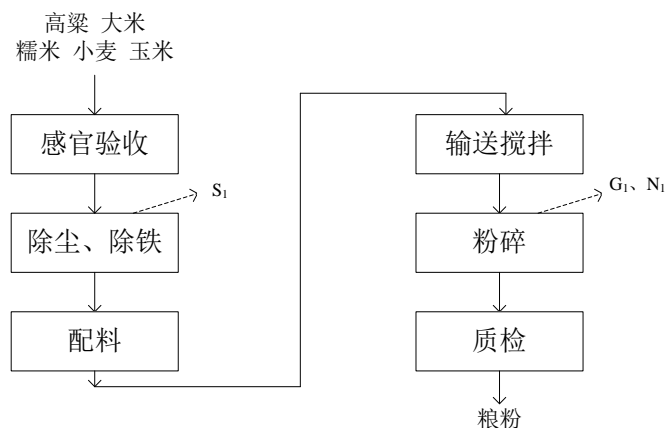 高粱 大米
糯米 小麦 玉米
感官验收
S₁
除尘、除铁
配料
输送搅拌
G₁、N₁
粉碎
质检
粮粉